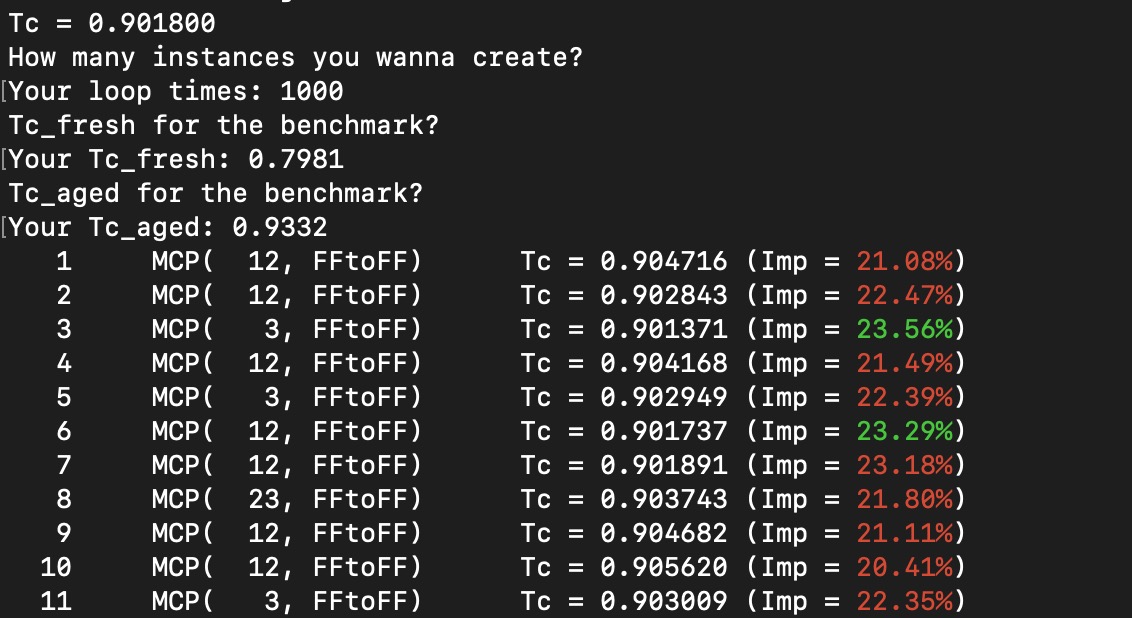 Tc = 0.901800
How many instances you wanna create?
[Your loop times: 1000
Tc_fresh for the benchmark?
[Your Tc_fresh: 0.7981
Tc_aged for the benchmark?
[Your Tc_aged: 0.9332
1 MCP( 12, FFtoFF) Tc = 0.904716 (Imp = 21.08%)
2 MCP( 12, FFtoFF) Tc = 0.902843 (Imp = 22.47%)
3 MCP( 3, FFtoFF) Tc = 0.901371 (Imp = 23.56%)
4 MCP( 12, FFtoFF) Tc = 0.904168 (Imp = 21.49%)
5 MCP( 3, FFtoFF) Tc = 0.902949 (Imp = 22.39%)
6 MCP( 12, FFtoFF) Tc = 0.901737 (Imp = 23.29%)
7 MCP( 12, FFtoFF) Tc = 0.901891 (Imp = 23.18%)
8 MCP( 23, FFtoFF) Tc = 0.903743 (Imp = 21.80%)
9 MCP( 12, FFtoFF) Tc = 0.904682 (Imp = 21.11%)
10 MCP( 12, FFtoFF) Tc = 0.905620 (Imp = 20.41%)
11 MCP( 3, FFtoFF) Tc = 0.903009 (Imp = 22.35%)